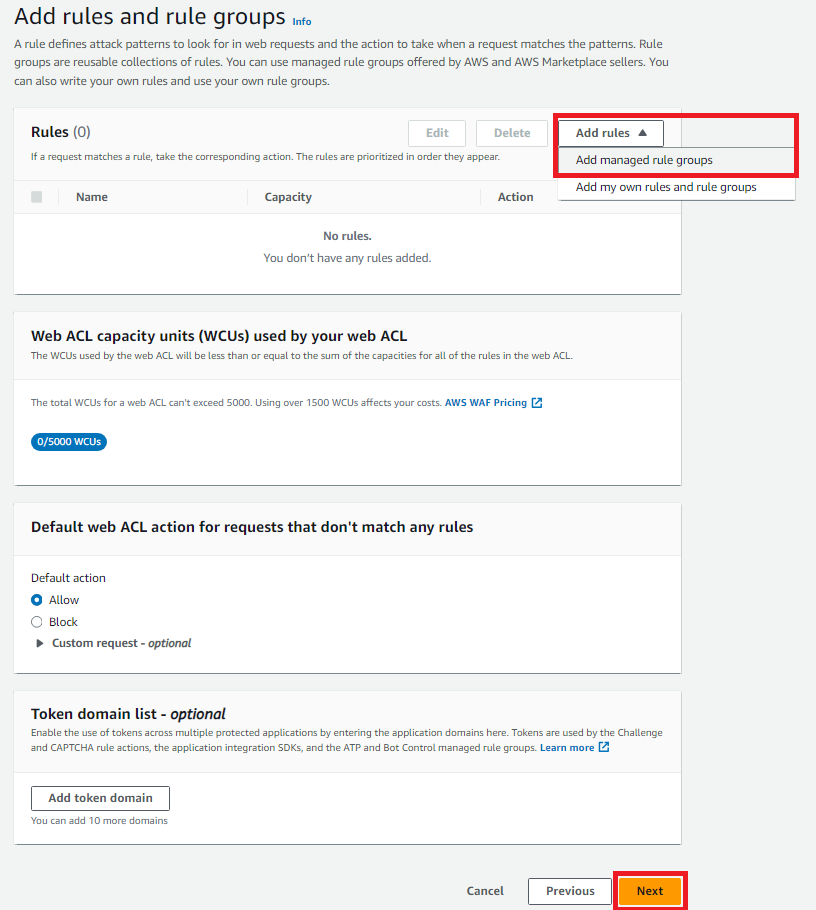 Add rules and rule groups Info
A rule defines attack patterns to look for in web requests and the action to take when a request matches the patterns. Rule
groups are reusable collections of rules. You can use managed rule groups offered by AWS and AWS Marketplace sellers. You
can also write your own rules and use your own rule groups.
Rules (0)
Edit
Delete
Add rules
If a request matches a rule, take the corresponding action. The rules are prioritized in order they appear.
Add managed rule groups
Add my own rules and rule groups
Name
Capacity
Action
No rules.
You don't have any rules added.
Web ACL capacity units (WCUs) used by your web ACL
The WCUs used by the web ACL will be less than or equal to the sum of the capacities for all of the rules in the web ACL.
The total WCUs for a web ACL can't exceed 5000. Using over 1500 WCUs affects your costs. AWS WAF Pricing
0/5000 WCUs
Default web ACL action for requests that don't match any rules
Default action
Allow
Block
Custom request - optional
Token domain list - optional
Enable the use of tokens across multiple protected applications by entering the application domains here. Tokens are used by the Challenge
and CAPTCHA rule actions, the application integration SDKs, and the ATP and Bot Control managed rule groups. Learn more
Add token domain
You can add 10 more domains
Cancel
Previous
Next